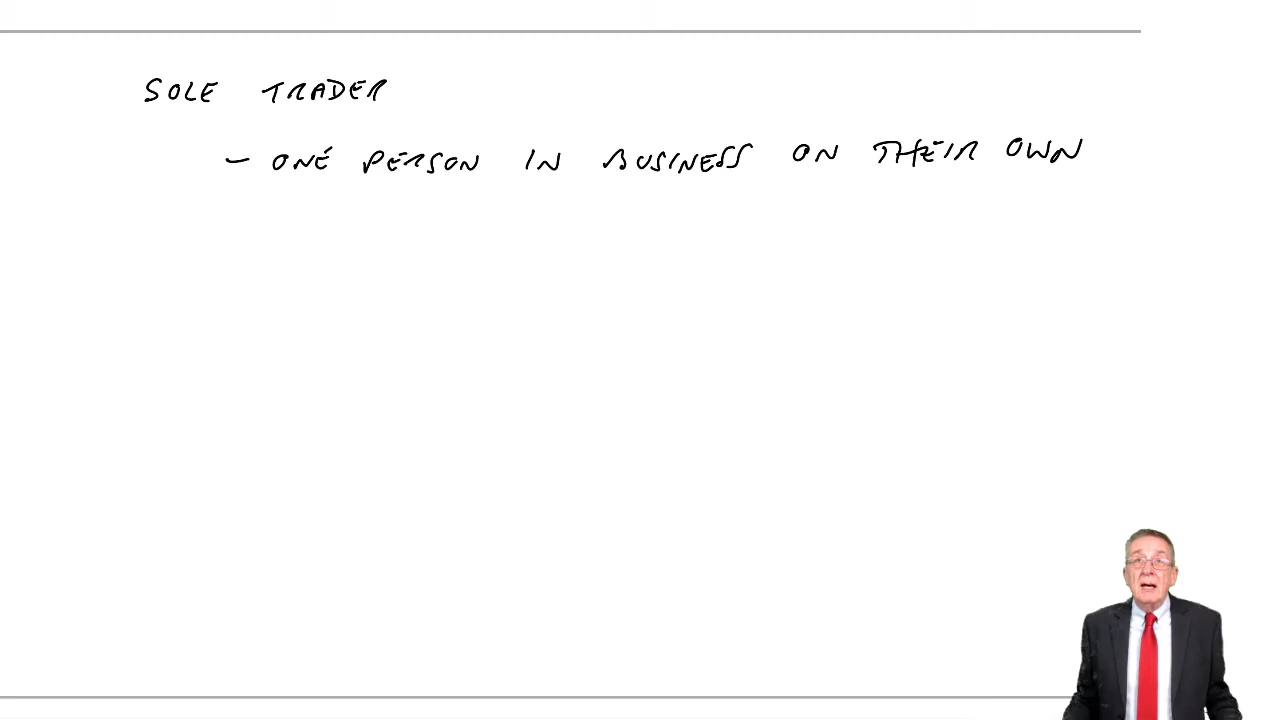 SOLE TRADER
- ONE PERSON IN BUSINESS ON THEIR OWN